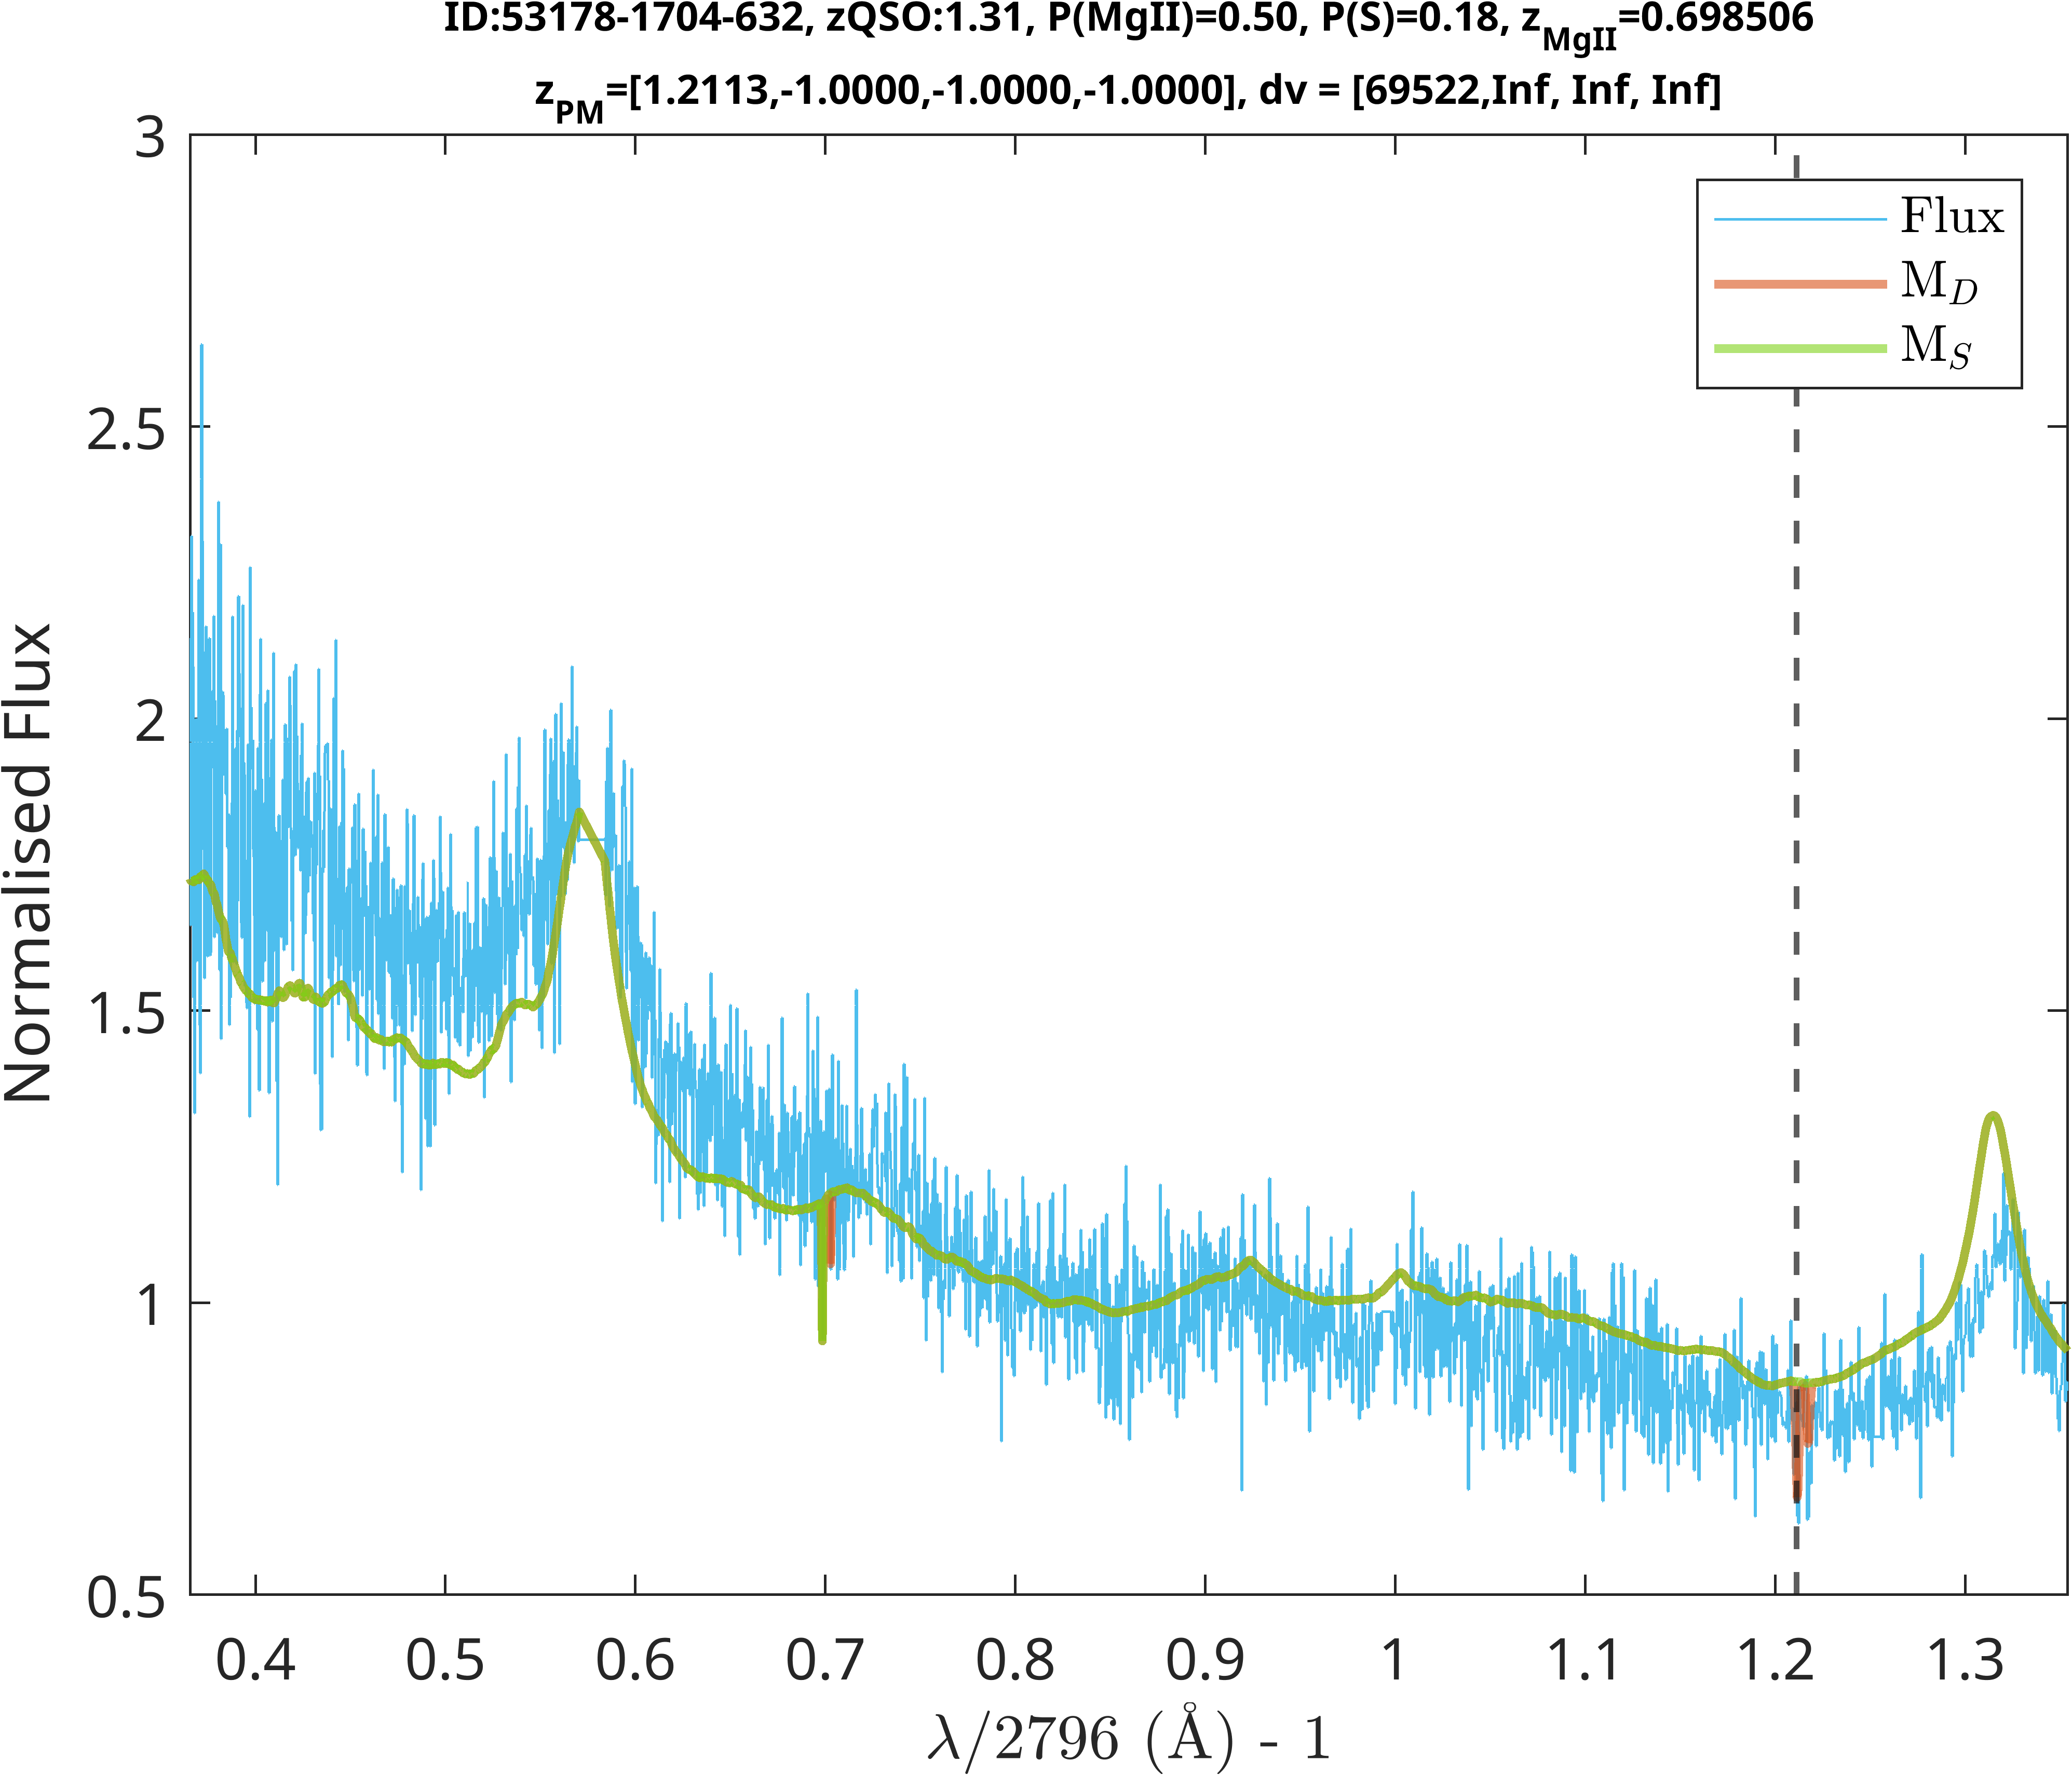 ID:53178-1704-632, zQSO:1.31, P(MgII)=0.50, P(S)=0.18, zMgII=0.698506
zPM=[1.2113,-1.0000,-1.0000,-1.0000], dv = [69522,Inf, Inf, Inf]
3
2.5
2
1.5
1
0.5
Normalised Flux
Flux
MD
MS
0.4 0.5 0.6 0.7 0.8 0.9 1 1.1 1.2 1.3
λ/2796 (Å) - 1